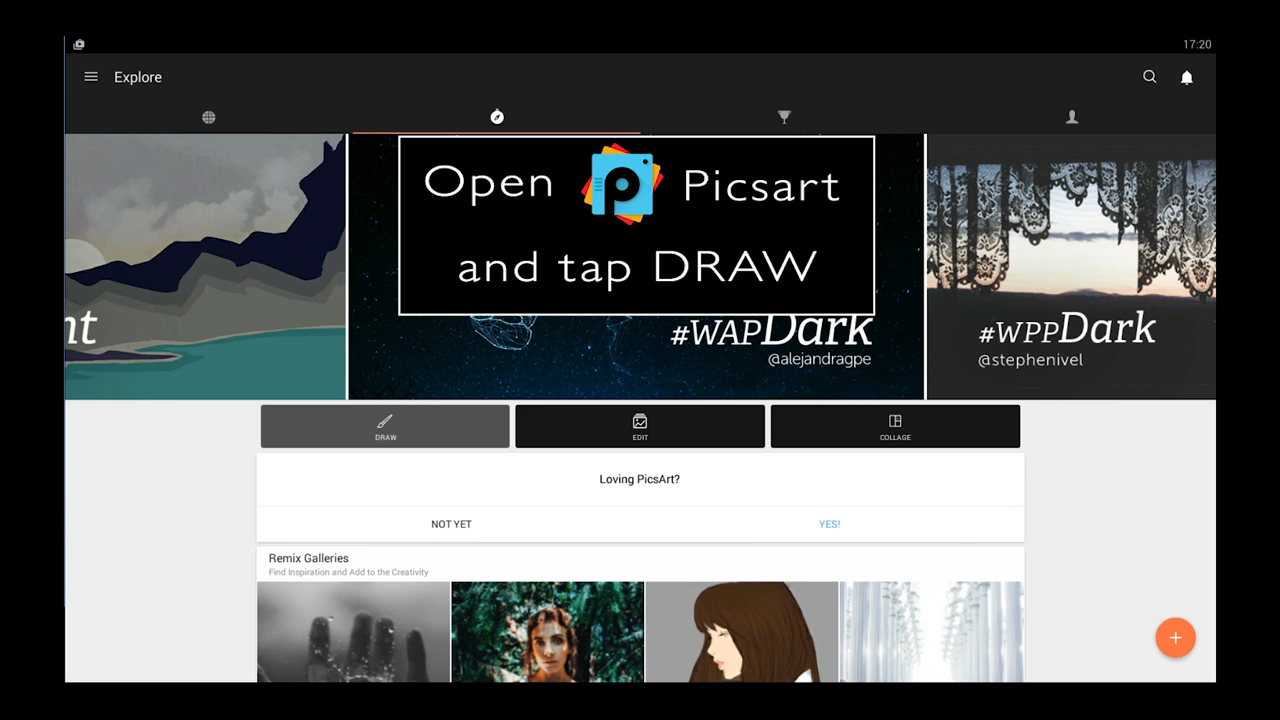 17:20
Explore
Open Picsart
and tap DRAW
nt
#WAPDark
@alejandragpe
#WPPDark
@stephenivel
DRAW
EDIT
COLLAGE
Loving PicsArt?
NOT YET
YES!
Remix Galleries
Find Inspiration and Add to the Creativity